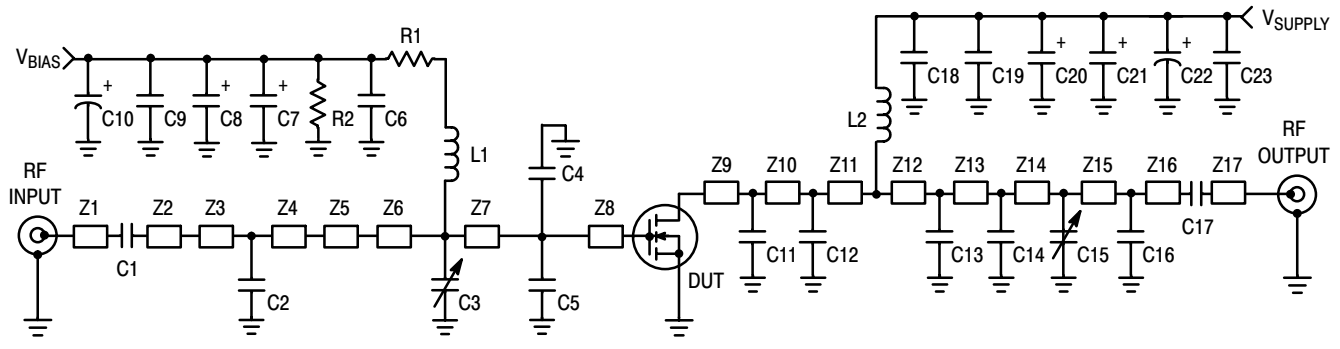 V_BIAS
R1
+
C10
C9
+
C8
+
C7
R2
C6
L1
C4
RF
INPUT
Z1
C1
Z2
Z3
C2
Z4
Z5
Z6
C3
Z7
C5
Z8
DUT
Z9
C11
Z10
C12
Z11
L2
V_SUPPLY
C18
C19
+
C20
+
C21
+
C22
C23
Z12
C13
Z13
C14
Z14
C15
Z15
C16
Z16
C17
Z17
RF
OUTPUT